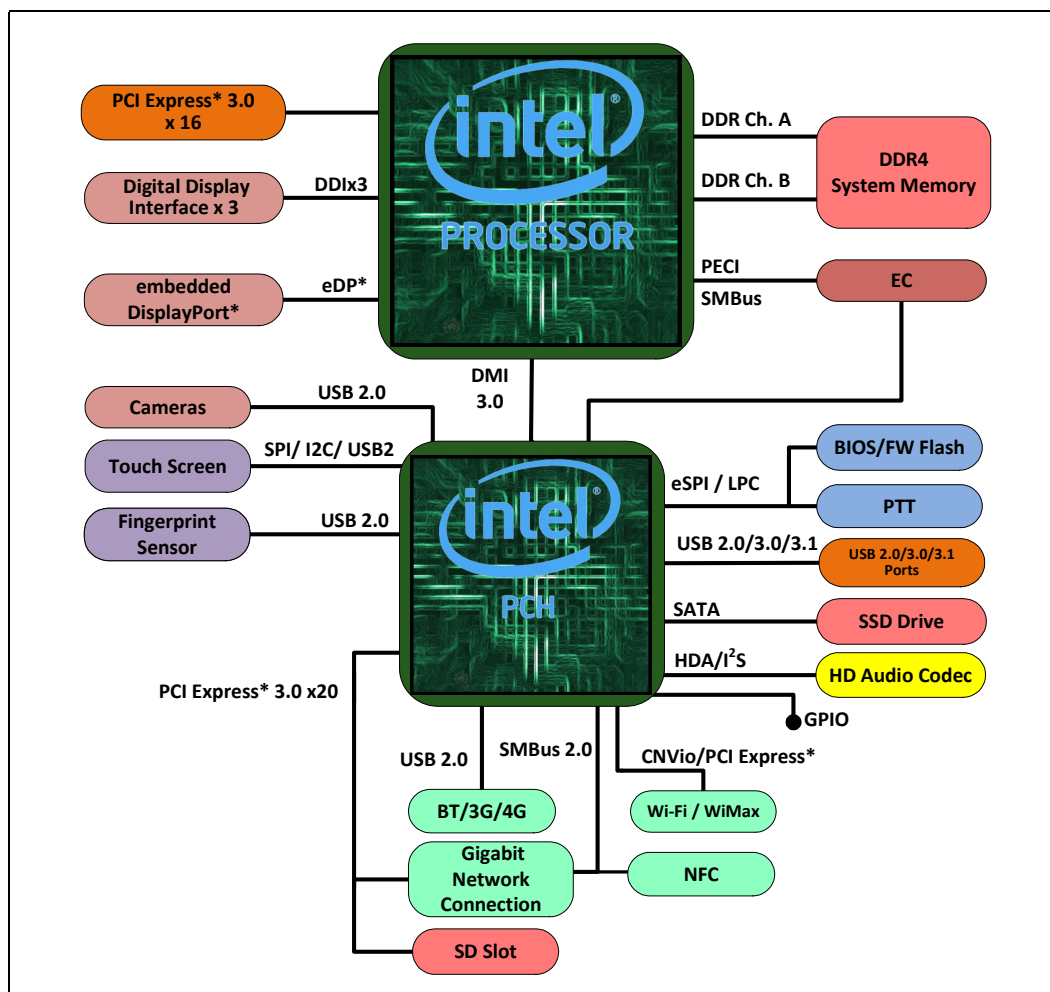 PCI Express* 3.0
x 16
Digital Display
Interface x 3
DDIx3
embedded
DisplayPort*
eDP*
intel®
PROCESSOR
DDR Ch. A
DDR Ch. B
DDR4
System Memory
PECI
SMBus
EC
DMI
3.0
Cameras
USB 2.0
Touch Screen
SPI/ I2C/ USB2
Fingerprint
Sensor
USB 2.0
intel®
PCH
eSPI / LPC
BIOS/FW Flash
PTT
USB 2.0/3.0/3.1
USB 2.0/3.0/3.1
Ports
SATA
SSD Drive
HDA/I²S
HD Audio Codec
GPIO
PCI Express* 3.0 x20
USB 2.0
SMBus 2.0
CNVio/PCI Express*
BT/3G/4G
Wi-Fi / WiMax
Gigabit
Network
Connection
NFC
SD Slot